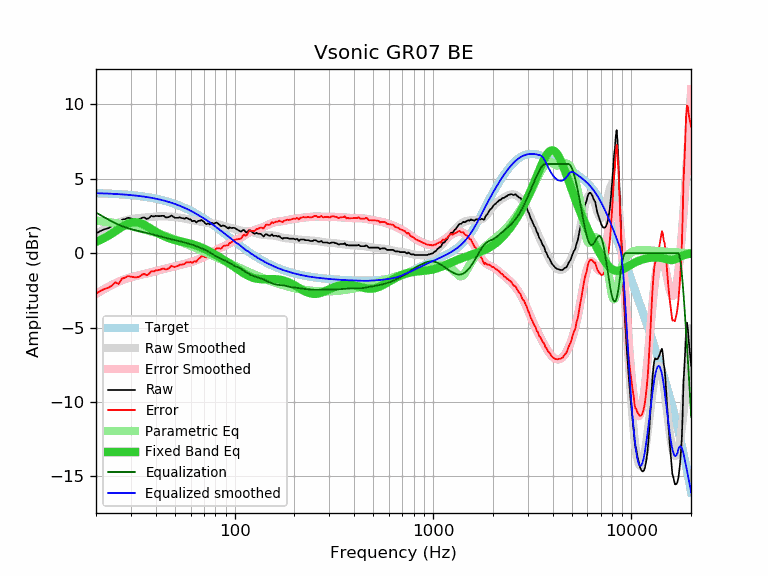 Vsonic GR07 BE
Amplitude (dBr)
10
5
0
−5
−10
−15
100
1000
10000
Frequency (Hz)
Target
Raw Smoothed
Error Smoothed
Raw
Error
Parametric Eq
Fixed Band Eq
Equalization
Equalized smoothed